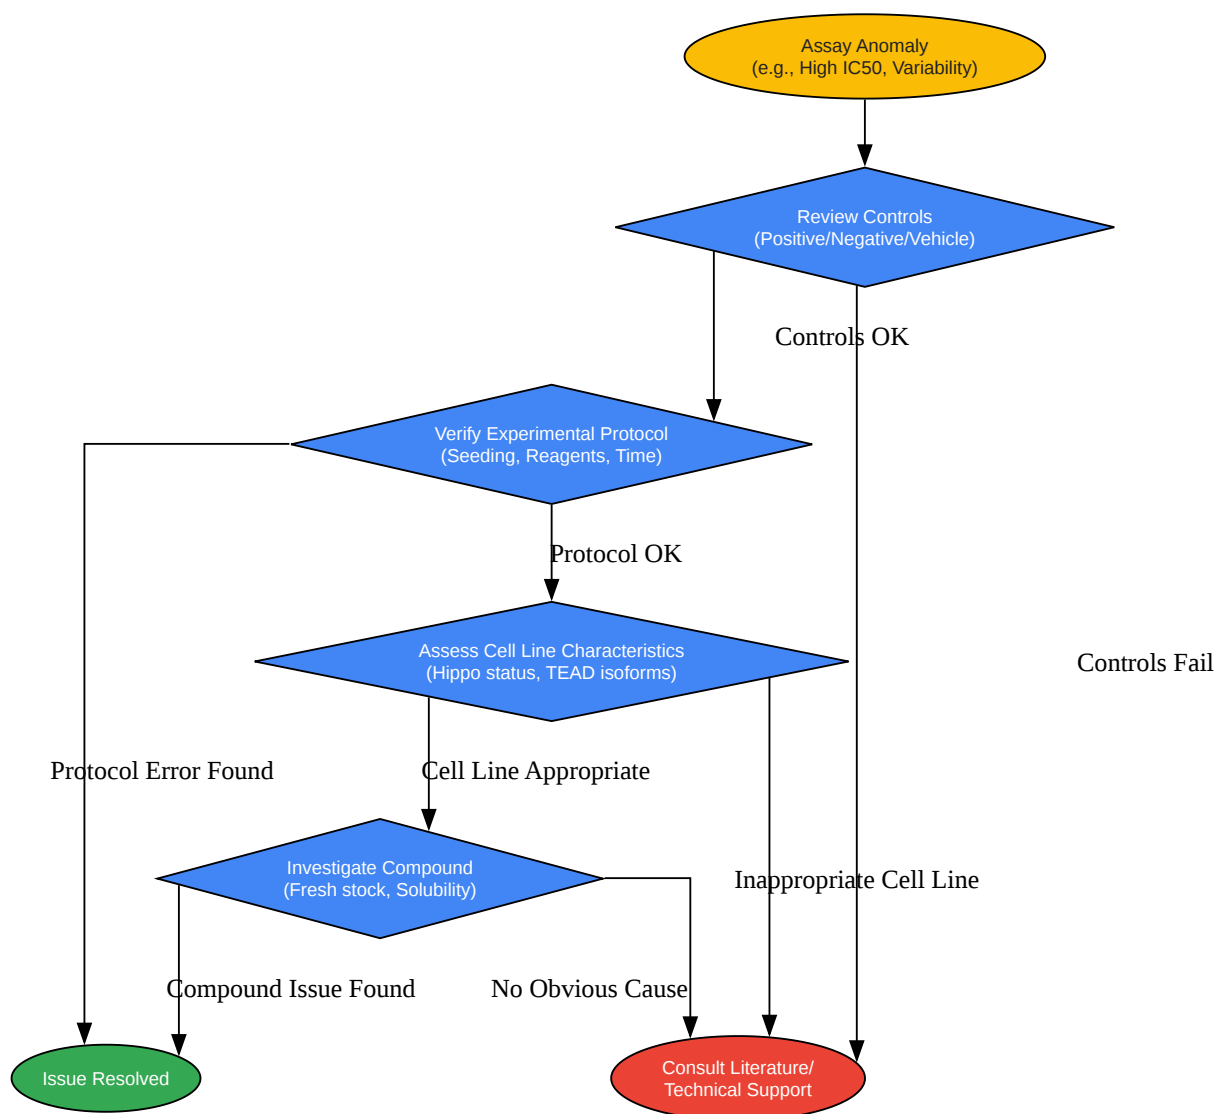 Assay Anomaly
(e.g., High IC50, Variability)
Review Controls
(Positive/Negative/Vehicle)
Controls OK
Verify Experimental Protocol
(Seeding, Reagents, Time)
Protocol OK
Assess Cell Line Characteristics
(Hippo status, TEAD isoforms)
Controls Fail
Protocol Error Found
Cell Line Appropriate
Investigate Compound
(Fresh stock, Solubility)
Inappropriate Cell Line
Compound Issue Found
No Obvious Cause
Issue Resolved
Consult Literature/
Technical Support